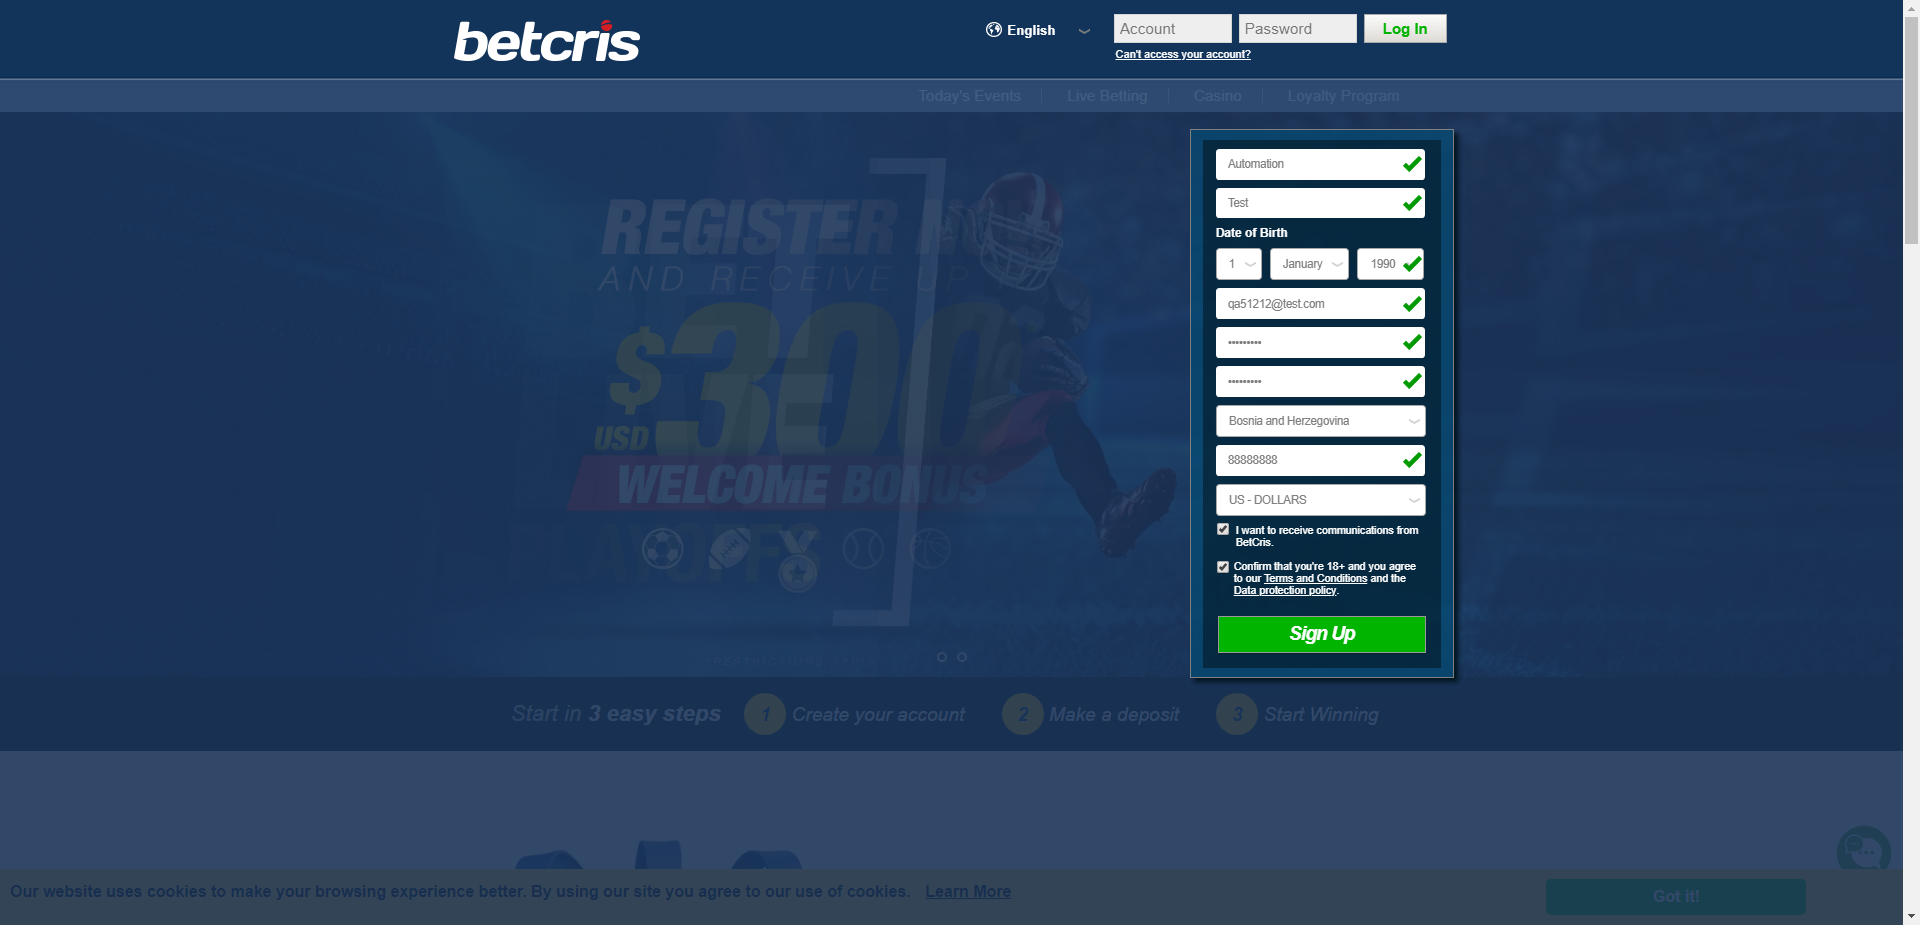 betcris
English
Account
Password
Log In
Can't access your account?
Today's Events
Live Betting
Casino
Loyalty Program
REGISTER
AND RECEIVE UP
$300
USD
WELCOME BONUS
Automation
Test
Date of Birth
1
January
1990
qa51212@test.com
•••••••••
•••••••••
Bosnia and Herzegovina
88888888
US - DOLLARS
I want to receive communications from
BetCris.
Confirm that you're 18+ and you agree
to our Terms and Conditions and the
Data protection policy.
Sign Up
Start in 3 easy steps
1 Create your account
2 Make a deposit
3 Start Winning
Our website uses cookies to make your browsing experience better. By using our site you agree to our use of cookies. Learn More
Got it!